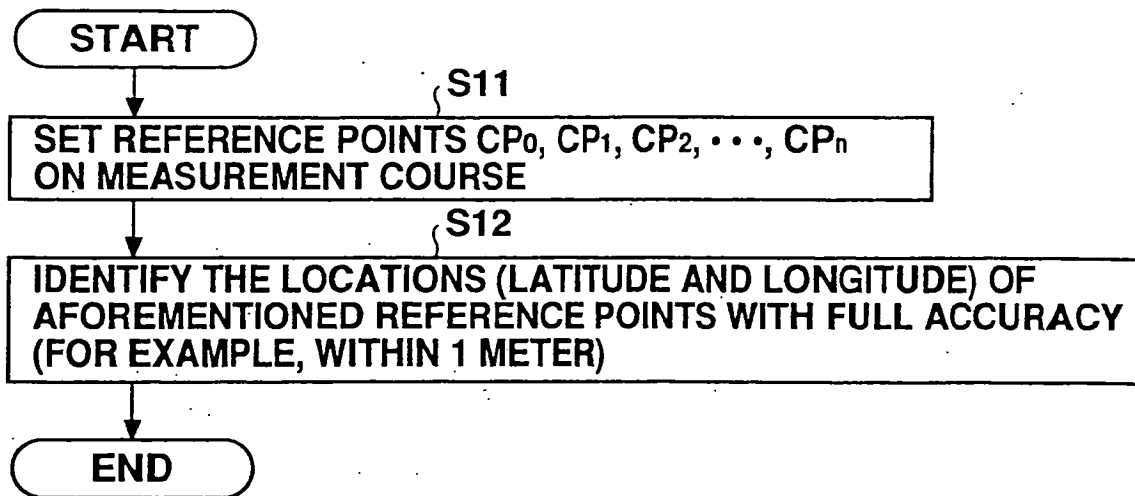 START
S11
SET REFERENCE POINTS CP0, CP1, CP2, ･･･, CPn
ON MEASUREMENT COURSE
S12
IDENTIFY THE LOCATIONS (LATITUDE AND LONGITUDE) OF
AFOREMENTIONED REFERENCE POINTS WITH FULL ACCURACY
(FOR EXAMPLE, WITHIN 1 METER)
END